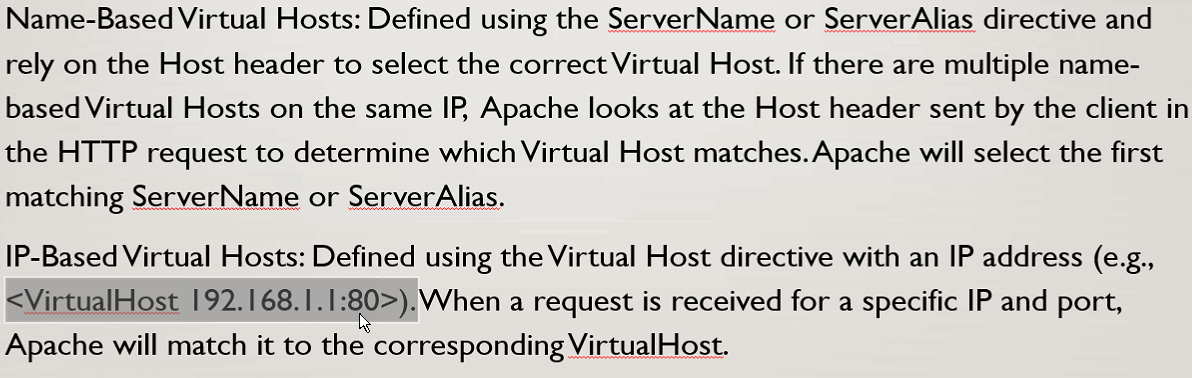 Name-Based Virtual Hosts: Defined using the ServerName or ServerAlias directive and
rely on the Host header to select the correct Virtual Host. If there are multiple name-
based Virtual Hosts on the same IP, Apache looks at the Host header sent by the client in
the HTTP request to determine which Virtual Host matches. Apache will select the first
matching ServerName or ServerAlias.
IP-Based Virtual Hosts: Defined using the Virtual Host directive with an IP address (e.g.,
<VirtualHost 192.168.1.1:80>). When a request is received for a specific IP and port,
Apache will match it to the corresponding VirtualHost.